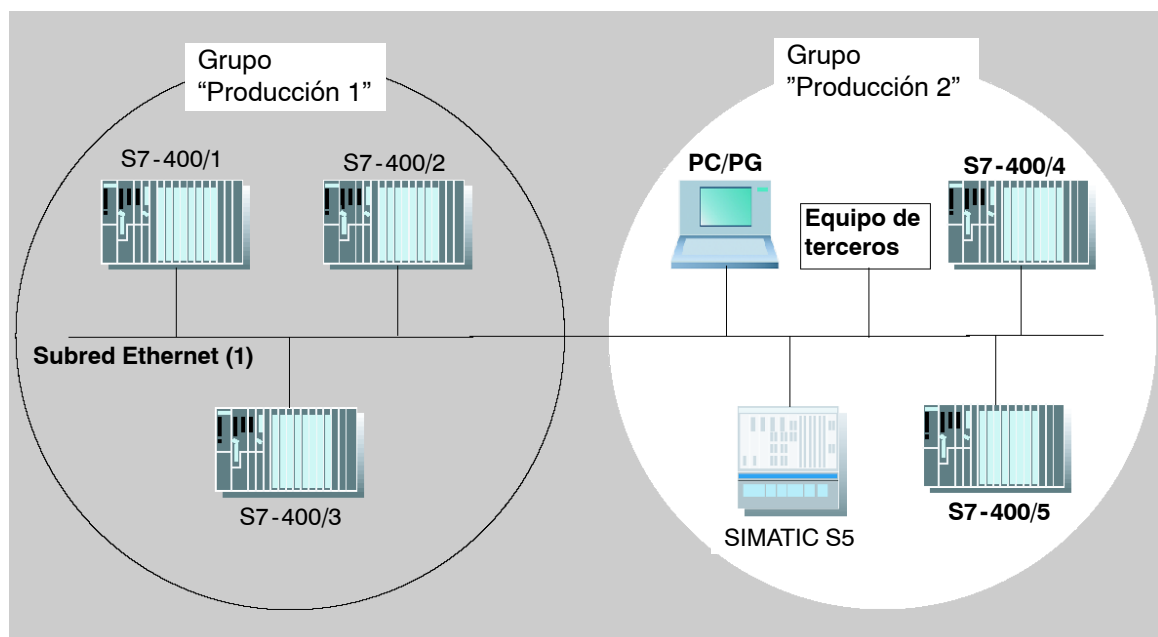 Grupo
“Producción 1”
Grupo
”Producción 2”
S7-400/1
S7-400/2
PC/PG
S7-400/4
Equipo de
terceros
Subred Ethernet (1)
S7-400/3
SIMATIC S5
S7-400/5